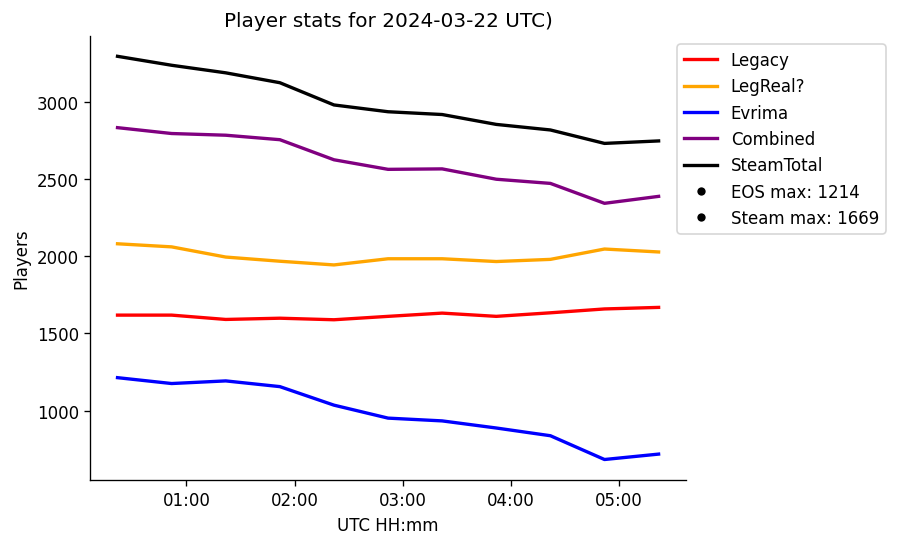 Player stats for 2024-03-22 UTC)
Legacy
LegReal?
Evrima
Combined
SteamTotal
EOS max: 1214
Steam max: 1669
Players
3000
2500
2000
1500
1000
01:00 02:00 03:00 04:00 05:00
UTC HH:mm